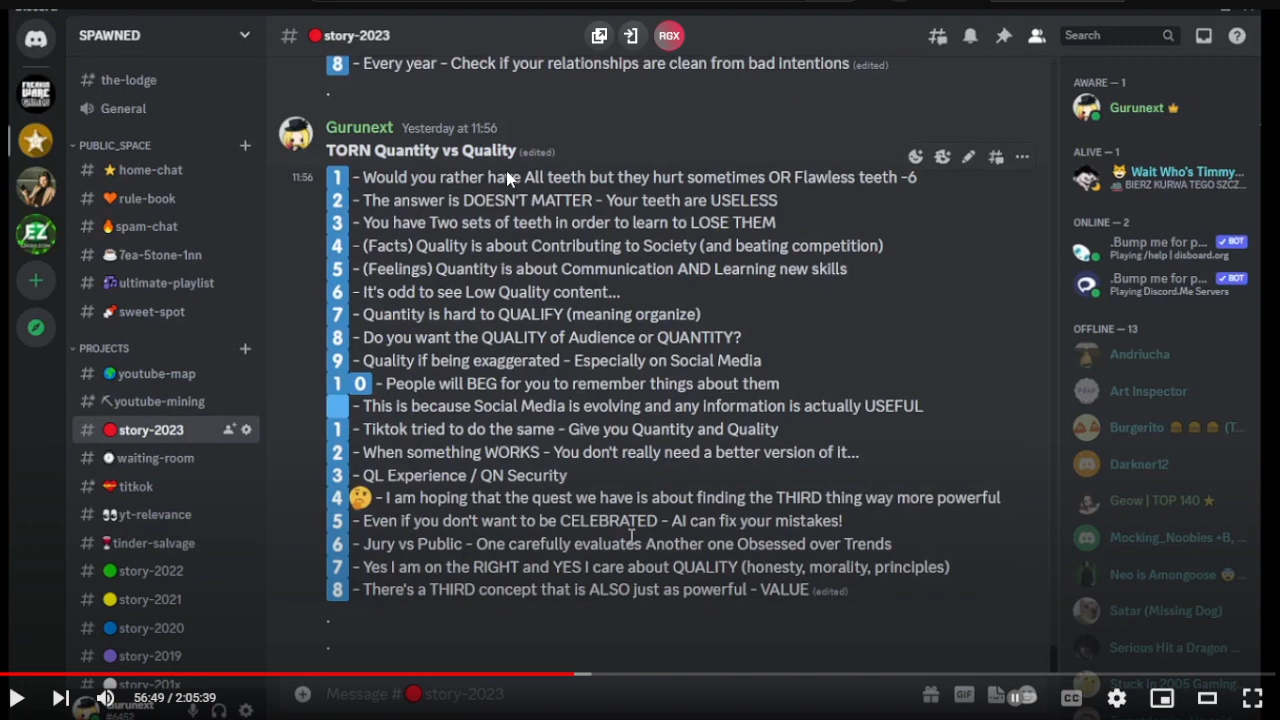 SPAWNED
the-lodge
General
PUBLIC_SPACE
home-chat
rule-book
spam-chat
7ea-5tone-1nn
ultimate-playlist
sweet-spot
PROJECTS
youtube-map
youtube-mining
story-2023
waiting-room
titkok
yt-relevance
tinder-salvage
story-2022
story-2021
story-2020
story-2019
story-201x
Gurunext
#6452
FREAKIN WARE GAMES
EZ
# story-2023
RGX
Search
8 - Every year - Check if your relationships are clean from bad intentions (edited)
.
Gurunext Yesterday at 11:56
TORN Quantity vs Quality (edited)
11:56 1 - Would you rather have All teeth but they hurt sometimes OR Flawless teeth -6
2 - The answer is DOESN'T MATTER - Your teeth are USELESS
3 - You have Two sets of teeth in order to learn to LOSE THEM
4 - (Facts) Quality is about Contributing to Society (and beating competition)
5 - (Feelings) Quantity is about Communication AND Learning new skills
6 - It's odd to see Low Quality content...
7 - Quantity is hard to QUALIFY (meaning organize)
8 - Do you want the QUALITY of Audience or QUANTITY?
9 - Quality if being exaggerated - Especially on Social Media
1 0 - People will BEG for you to remember things about them
- This is because Social Media is evolving and any information is actually USEFUL
1 - Tiktok tried to do the same - Give you Quantity and Quality
2 - When something WORKS - You don't really need a better version of it...
3 - QL Experience / QN Security
4 🤔 - I am hoping that the quest we have is about finding the THIRD thing way more powerful
5 - Even if you don't want to be CELEBRATED - AI can fix your mistakes!
6 - Jury vs Public - One carefully evaluates Another one Obsessed over Trends
7 - Yes I am on the RIGHT and YES I care about QUALITY (honesty, morality, principles)
8 - There's a THIRD concept that is ALSO just as powerful - VALUE (edited)
.
.
Message # story-2023
GIF
AWARE — 1
Gurunext
ALIVE — 1
Wait Who's Timmy...
BIERZ KURWA TEGO SZCZ...
ONLINE — 2
.Bump me for p... BOT
Playing /help | disboard.org
.Bump me for p... BOT
Playing Discord.Me Servers
OFFLINE — 13
Andriucha
Art Inspector
Burgerito (T...
Darkner12
Geow | TOP 140
Mocking_Noobies +B, ...
Neo is Amongoose ...
Satar (Missing Dog)
Serious Hit a Dragon ...
Stuck In 2005 Gaming
56:49 / 2:05:39
CC